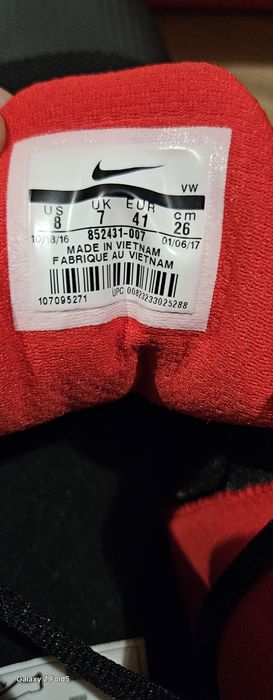 VW
US UK EUR cm
8 7 41 26
10/18/16 852431-007 01/06/17
MADE IN VIETNAM
FABRIQUE AU VIETNAM
107095271 UPC 00823233025288
Galaxy Z Fold5